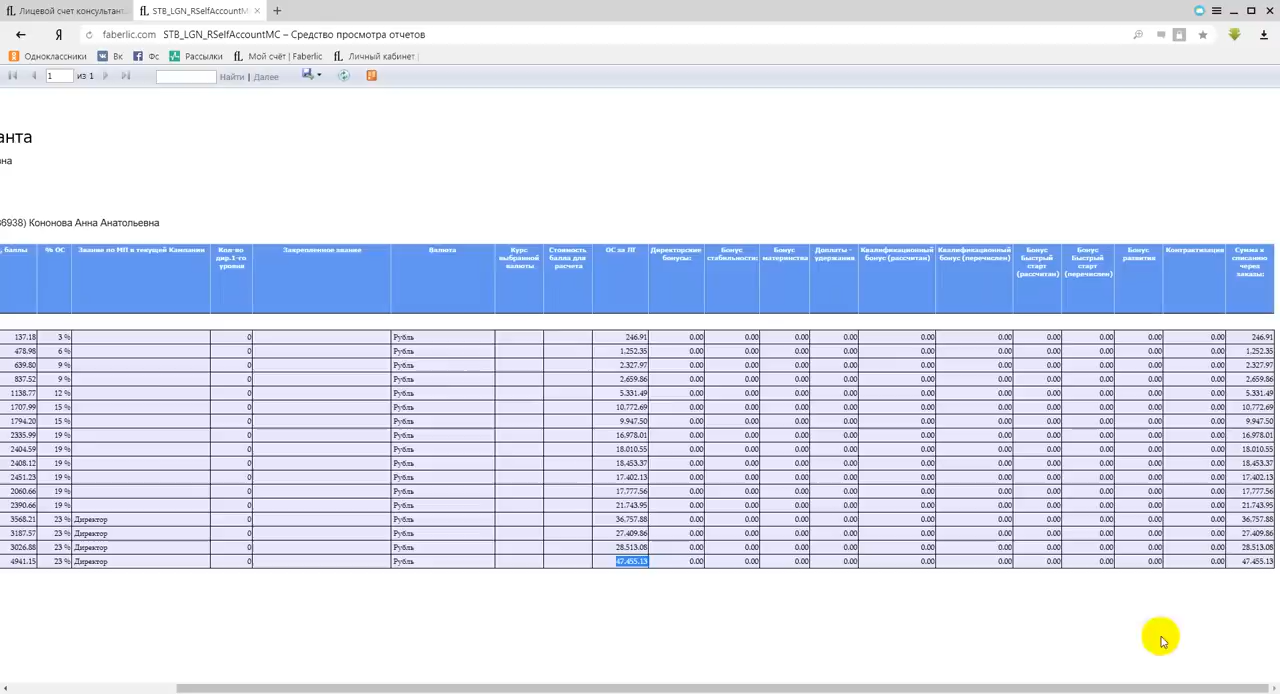 Лицевой счет консультант
STB_LGN_RSelfAccountMC
faberlic.com STB_LGN_RSelfAccountMC – Средство просмотра отчетов
Одноклассники Вк Фс Рассылки Мой счёт | Faberlic Личный кабинет
1 из 1 Найти | Далее
анта
вна
86938) Кононова Анна Анатольевна
, баллы % ОС Звание по МП в текущей Кампании Кол-во дир.1-го уровня Закрепленное звание Валюта Курс выбранной валюты Стоимость балла для расчета ОС за ЛГ Директорские бонусы: Бонус стабильности: Бонус материнства Доплаты - удержания Квалификационный бонус (рассчитан) Квалификационный бонус (перечислен) Бонус Быстрый старт (рассчитан) Бонус Быстрый старт (перечислен) Бонус развития Контрактация Сумма к списанию через заказы:
137.18 3 % 0 Рубль 246.91 0.00 0.00 0.00 0.00 0.00 0.00 0.00 0.00 0.00 0.00 246.91
478.98 6 % 0 Рубль 1,252.35 0.00 0.00 0.00 0.00 0.00 0.00 0.00 0.00 0.00 0.00 1,252.35
639.80 9 % 0 Рубль 2.327.97 0.00 0.00 0.00 0.00 0.00 0.00 0.00 0.00 0.00 0.00 2.327.97
837.52 9 % 0 Рубль 2.659.86 0.00 0.00 0.00 0.00 0.00 0.00 0.00 0.00 0.00 0.00 2.659.86
1138.77 12 % 0 Рубль 5.331.49 0.00 0.00 0.00 0.00 0.00 0.00 0.00 0.00 0.00 0.00 5.331.49
1707.99 15 % 0 Рубль 10,772.69 0.00 0.00 0.00 0.00 0.00 0.00 0.00 0.00 0.00 0.00 10,772.69
1794.20 15 % 0 Рубль 9.947.50 0.00 0.00 0.00 0.00 0.00 0.00 0.00 0.00 0.00 0.00 9.947.50
2335.99 19 % 0 Рубль 16,978.01 0.00 0.00 0.00 0.00 0.00 0.00 0.00 0.00 0.00 0.00 16,978.01
2404.59 19 % 0 Рубль 18.010.55 0.00 0.00 0.00 0.00 0.00 0.00 0.00 0.00 0.00 0.00 18.010.55
2408.12 19 % 0 Рубль 18.453.37 0.00 0.00 0.00 0.00 0.00 0.00 0.00 0.00 0.00 0.00 18.453.37
2451.23 19 % 0 Рубль 17.402.13 0.00 0.00 0.00 0.00 0.00 0.00 0.00 0.00 0.00 0.00 17.402.13
2060.66 19 % 0 Рубль 17,777.56 0.00 0.00 0.00 0.00 0.00 0.00 0.00 0.00 0.00 0.00 17,777.56
2390.66 19 % 0 Рубль 21.743.95 0.00 0.00 0.00 0.00 0.00 0.00 0.00 0.00 0.00 0.00 21.743.95
3568.21 23 % Директор 0 Рубль 36,757.88 0.00 0.00 0.00 0.00 0.00 0.00 0.00 0.00 0.00 0.00 36,757.88
3187.57 23 % Директор 0 Рубль 27.409.86 0.00 0.00 0.00 0.00 0.00 0.00 0.00 0.00 0.00 0.00 27.409.86
3026.88 23 % Директор 0 Рубль 28,513.08 0.00 0.00 0.00 0.00 0.00 0.00 0.00 0.00 0.00 0.00 28,513.08
4941.15 23 % Директор 0 Рубль 47.455.13 0.00 0.00 0.00 0.00 0.00 0.00 0.00 0.00 0.00 0.00 47.455.13